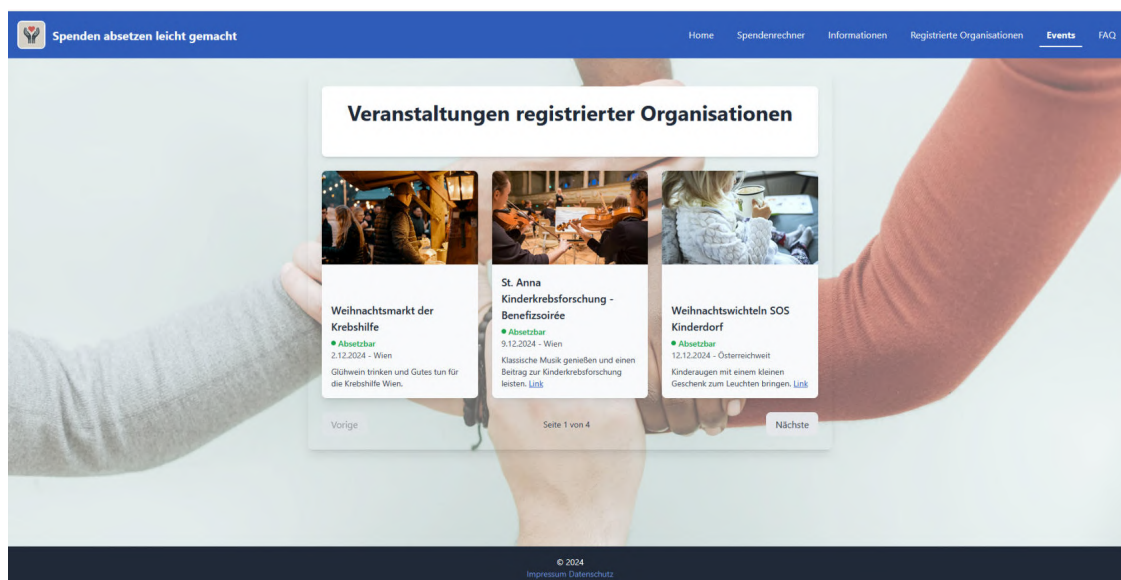 Spenden absetzen leicht gemacht
Home Spendenrechner Informationen Registrierte Organisationen Events FAQ
Veranstaltungen registrierter Organisationen
Weihnachtsmarkt der
Krebshilfe
Absetzbar
2.12.2024 - Wien
Glühwein trinken und Gutes tun für
die Krebshilfe Wien.
St. Anna
Kinderkrebsforschung -
Benefizsoirée
Absetzbar
9.12.2024 - Wien
Klassische Musik genießen und einen
Beitrag zur Kinderkrebsforschung
leisten. Link
Weihnachtswichteln SOS
Kinderdorf
Absetzbar
12.12.2024 - Österreichweit
Kinderaugen mit einem kleinen
Geschenk zum Leuchten bringen. Link
Vorige
Seite 1 von 4
Nächste
© 2024
Impressum Datenschutz